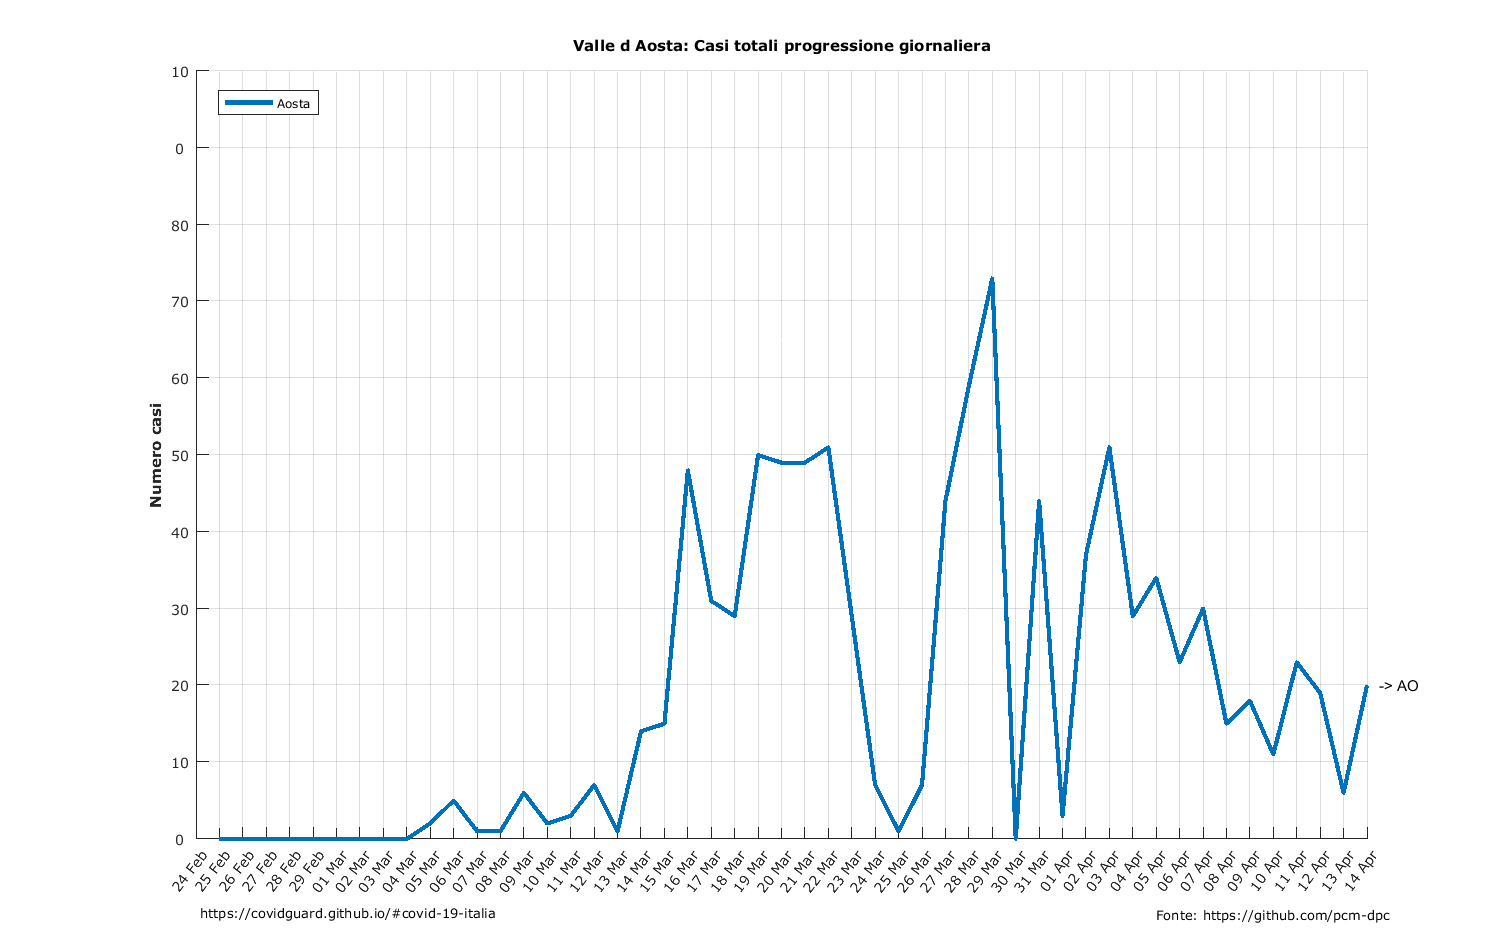 Valle d Aosta: Casi totali progressione giornaliera
10
Aosta
0
80
70
60
50
40
30
20
10
0
Numero casi
-> AO
24 Feb
25 Feb
26 Feb
27 Feb
28 Feb
29 Feb
01 Mar
02 Mar
03 Mar
04 Mar
05 Mar
06 Mar
07 Mar
08 Mar
09 Mar
10 Mar
11 Mar
12 Mar
13 Mar
14 Mar
15 Mar
16 Mar
17 Mar
18 Mar
19 Mar
20 Mar
21 Mar
22 Mar
23 Mar
24 Mar
25 Mar
26 Mar
27 Mar
28 Mar
29 Mar
30 Mar
31 Mar
01 Apr
02 Apr
03 Apr
04 Apr
05 Apr
06 Apr
07 Apr
08 Apr
09 Apr
10 Apr
11 Apr
12 Apr
13 Apr
14 Apr
https://covidguard.github.io/#covid-19-italia
Fonte: https://github.com/pcm-dpc